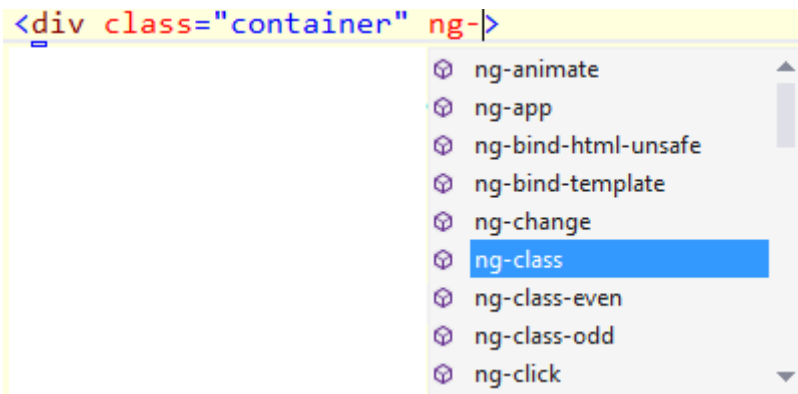 <div class="container" ng->
ng-animate
ng-app
ng-bind-html-unsafe
ng-bind-template
ng-change
ng-class
ng-class-even
ng-class-odd
ng-click